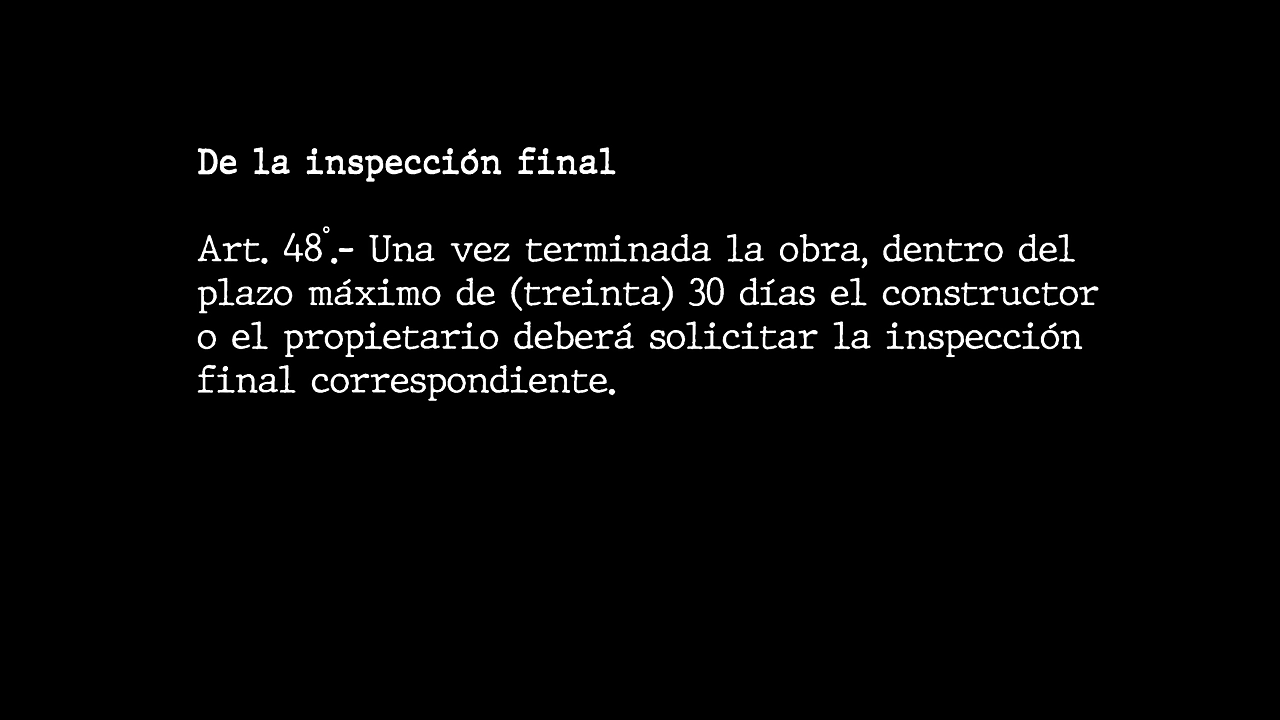 De la inspección final
Art. 48°.- Una vez terminada la obra, dentro del
plazo máximo de (treinta) 30 días el constructor
o el propietario deberá solicitar la inspección
final correspondiente.